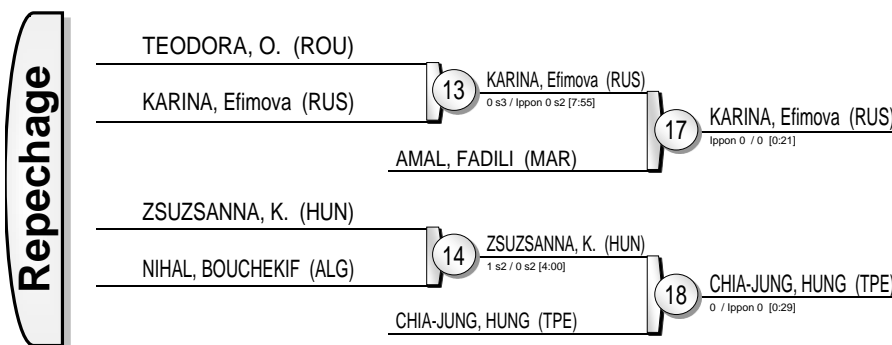 Repechage
TEODORA, O. (ROU)
KARINA, Efimova (RUS)
13
KARINA, Efimova (RUS)
0 s3 / Ippon 0 s2 [7:55]
AMAL, FADILI (MAR)
17
KARINA, Efimova (RUS)
Ippon 0 / 0 [0:21]
ZSUZSANNA, K. (HUN)
NIHAL, BOUCHEKIF (ALG)
14
ZSUZSANNA, K. (HUN)
1 s2 / 0 s2 [4:00]
CHIA-JUNG, HUNG (TPE)
18
CHIA-JUNG, HUNG (TPE)
0 / Ippon 0 [0:29]